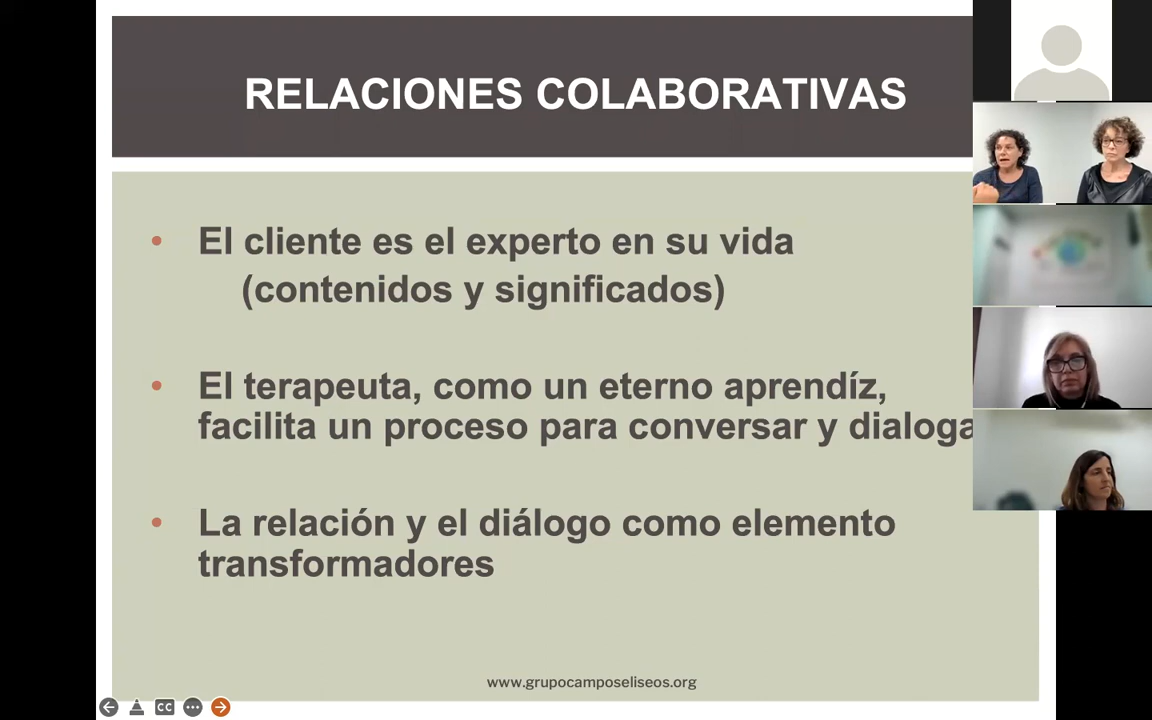 RELACIONES COLABORATIVAS
• El cliente es el experto en su vida
(contenidos y significados)
• El terapeuta, como un eterno aprendíz,
facilita un proceso para conversar y dialoga
• La relación y el diálogo como elemento
transformadores
www.grupocamposeliseos.org
CC